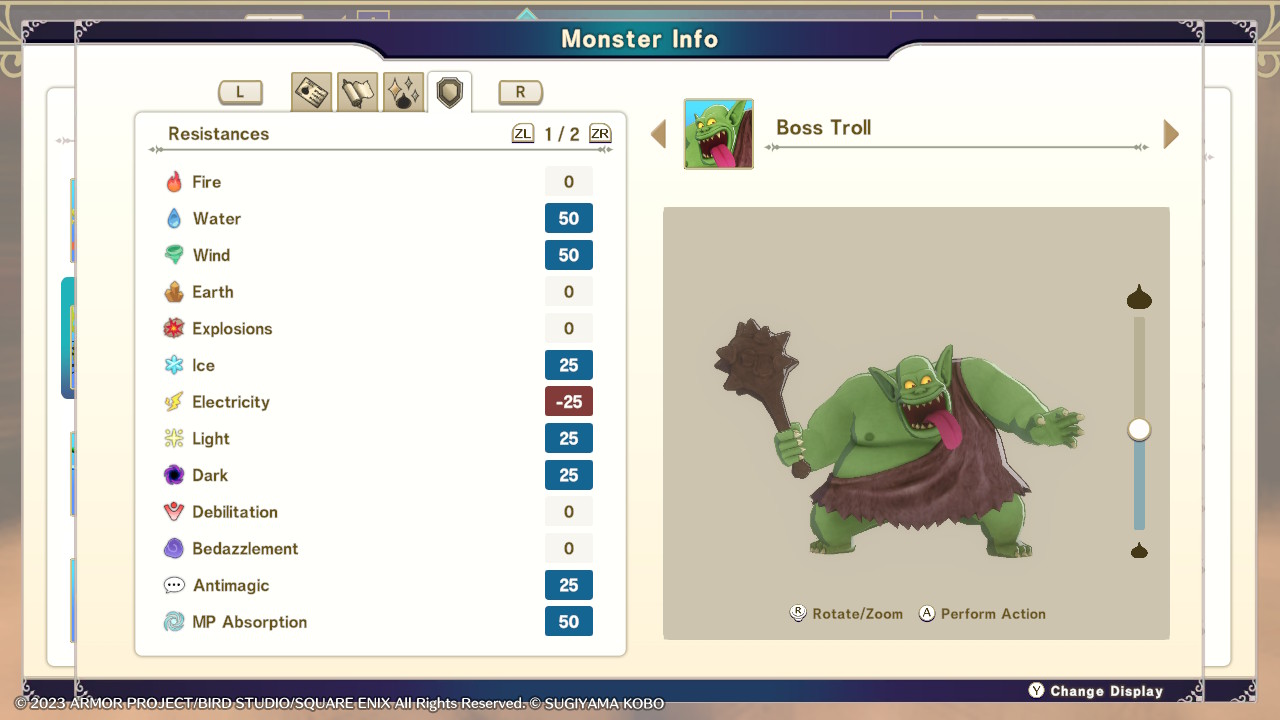 Monster Info
L
R
Resistances
ZL 1 / 2 ZR
Boss Troll
Fire 0
Water 50
Wind 50
Earth 0
Explosions 0
Ice 25
Electricity -25
Light 25
Dark 25
Debilitation 0
Bedazzlement 0
Antimagic 25
MP Absorption 50
R Rotate/Zoom A Perform Action
Y Change Display
© 2023 ARMOR PROJECT/BIRD STUDIO/SQUARE ENIX All Rights Reserved. © SUGIYAMA KOBO